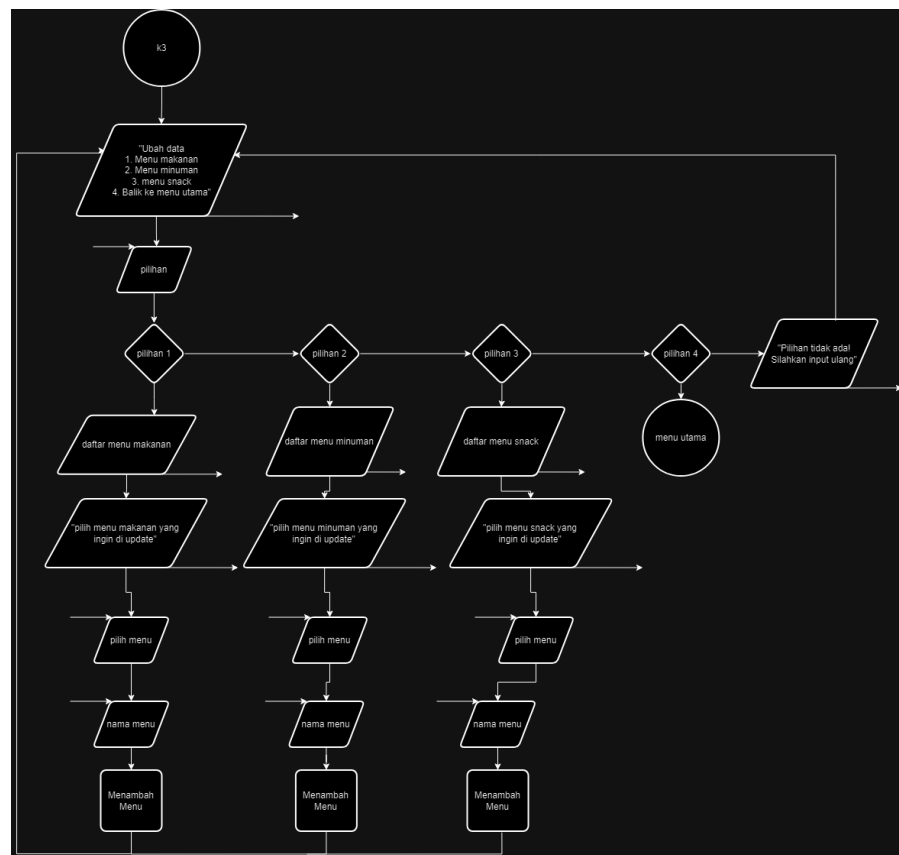 k3
"Ubah data
1. Menu makanan
2. Menu minuman
3. menu snack
4. Balik ke menu utama"
pilihan
pilihan 1
pilihan 2
pilihan 3
pilihan 4
"Pilihan tidak ada!
Silahkan input ulang"
daftar menu makanan
daftar menu minuman
daftar menu snack
menu utama
"pilih menu makanan yang
ingin di update"
"pilih menu minuman yang
ingin di update"
"pilih menu snack yang
ingin di update"
pilih menu
pilih menu
pilih menu
nama menu
nama menu
nama menu
Menambah
Menu
Menambah
Menu
Menambah
Menu